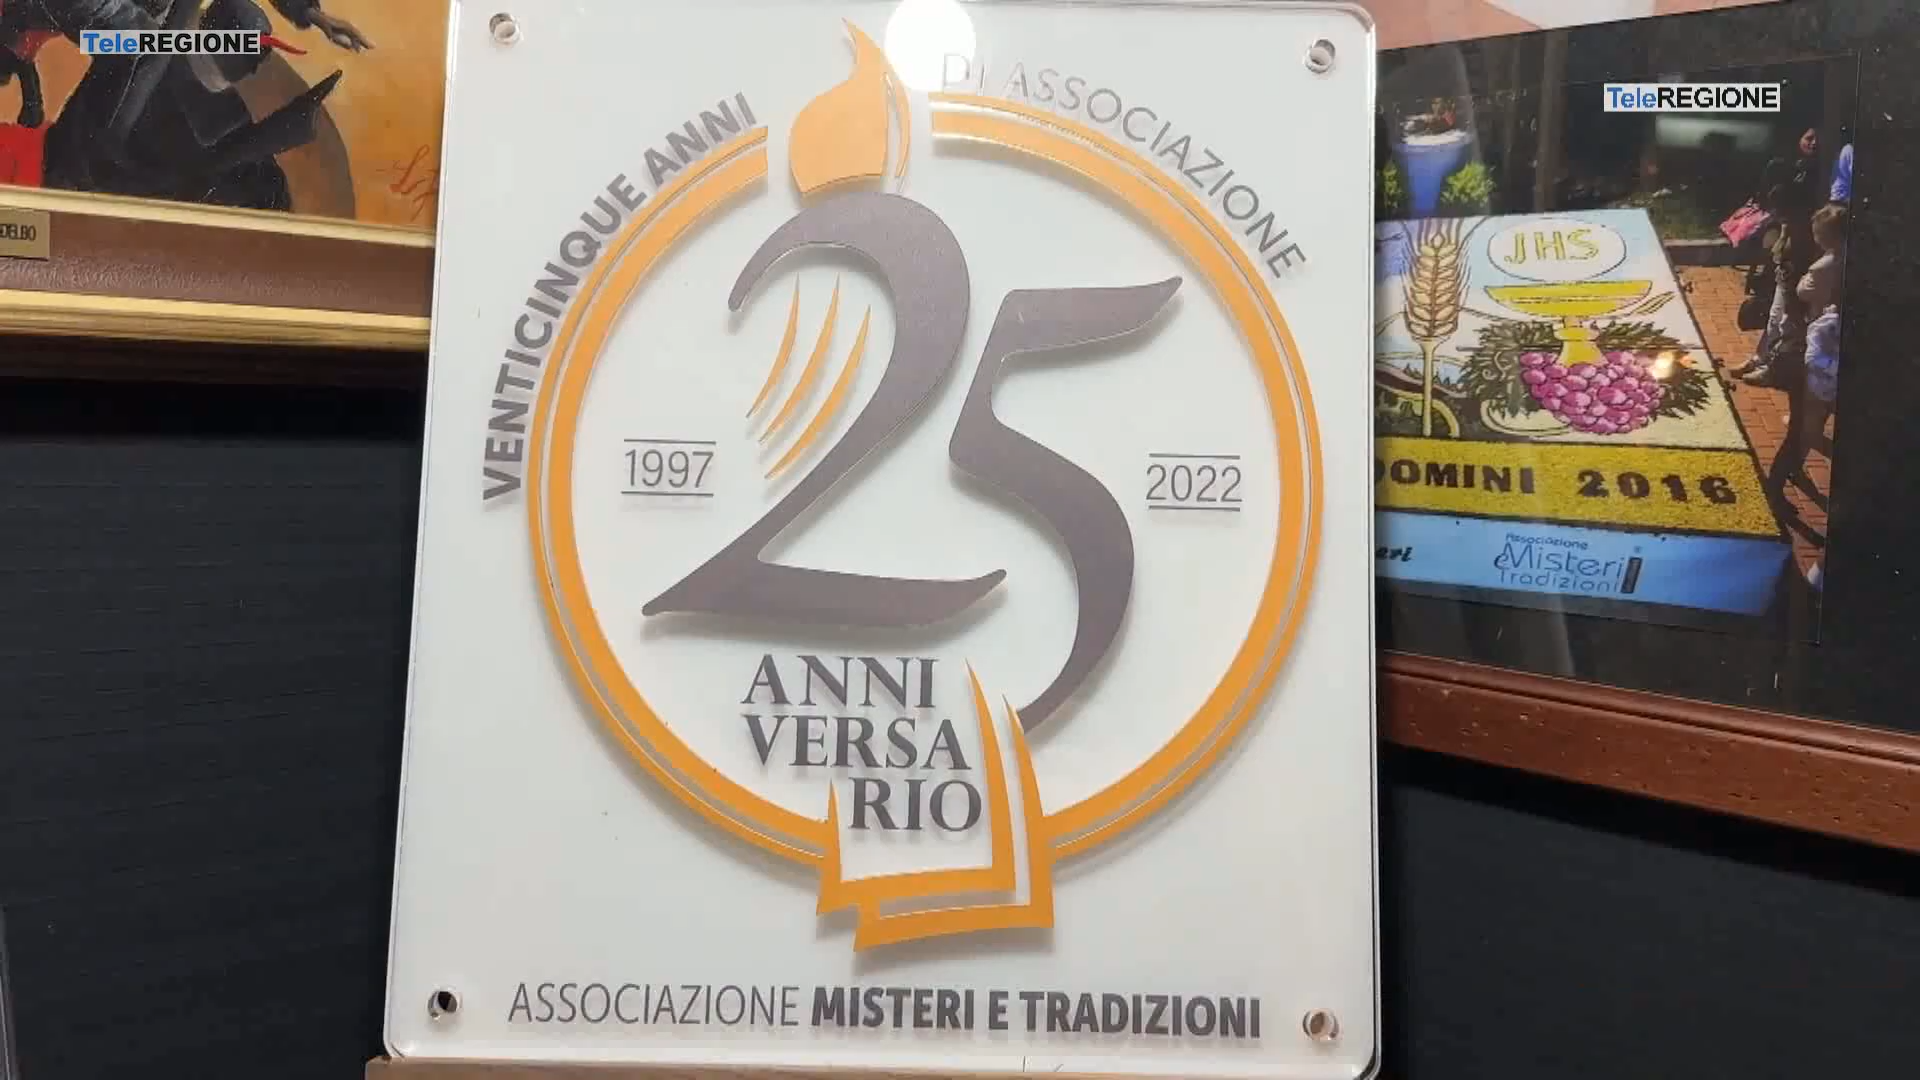 TeleREGIONE
TeleREGIONE
VENTICINQUE ANNI DI ASSOCIAZIONE
25
1997
2022
ANNI
VERSA
RIO
ASSOCIAZIONE MISTERI E TRADIZIONI
JHS
DOMINI 2016
Associazione
Misteri e
Tradizioni